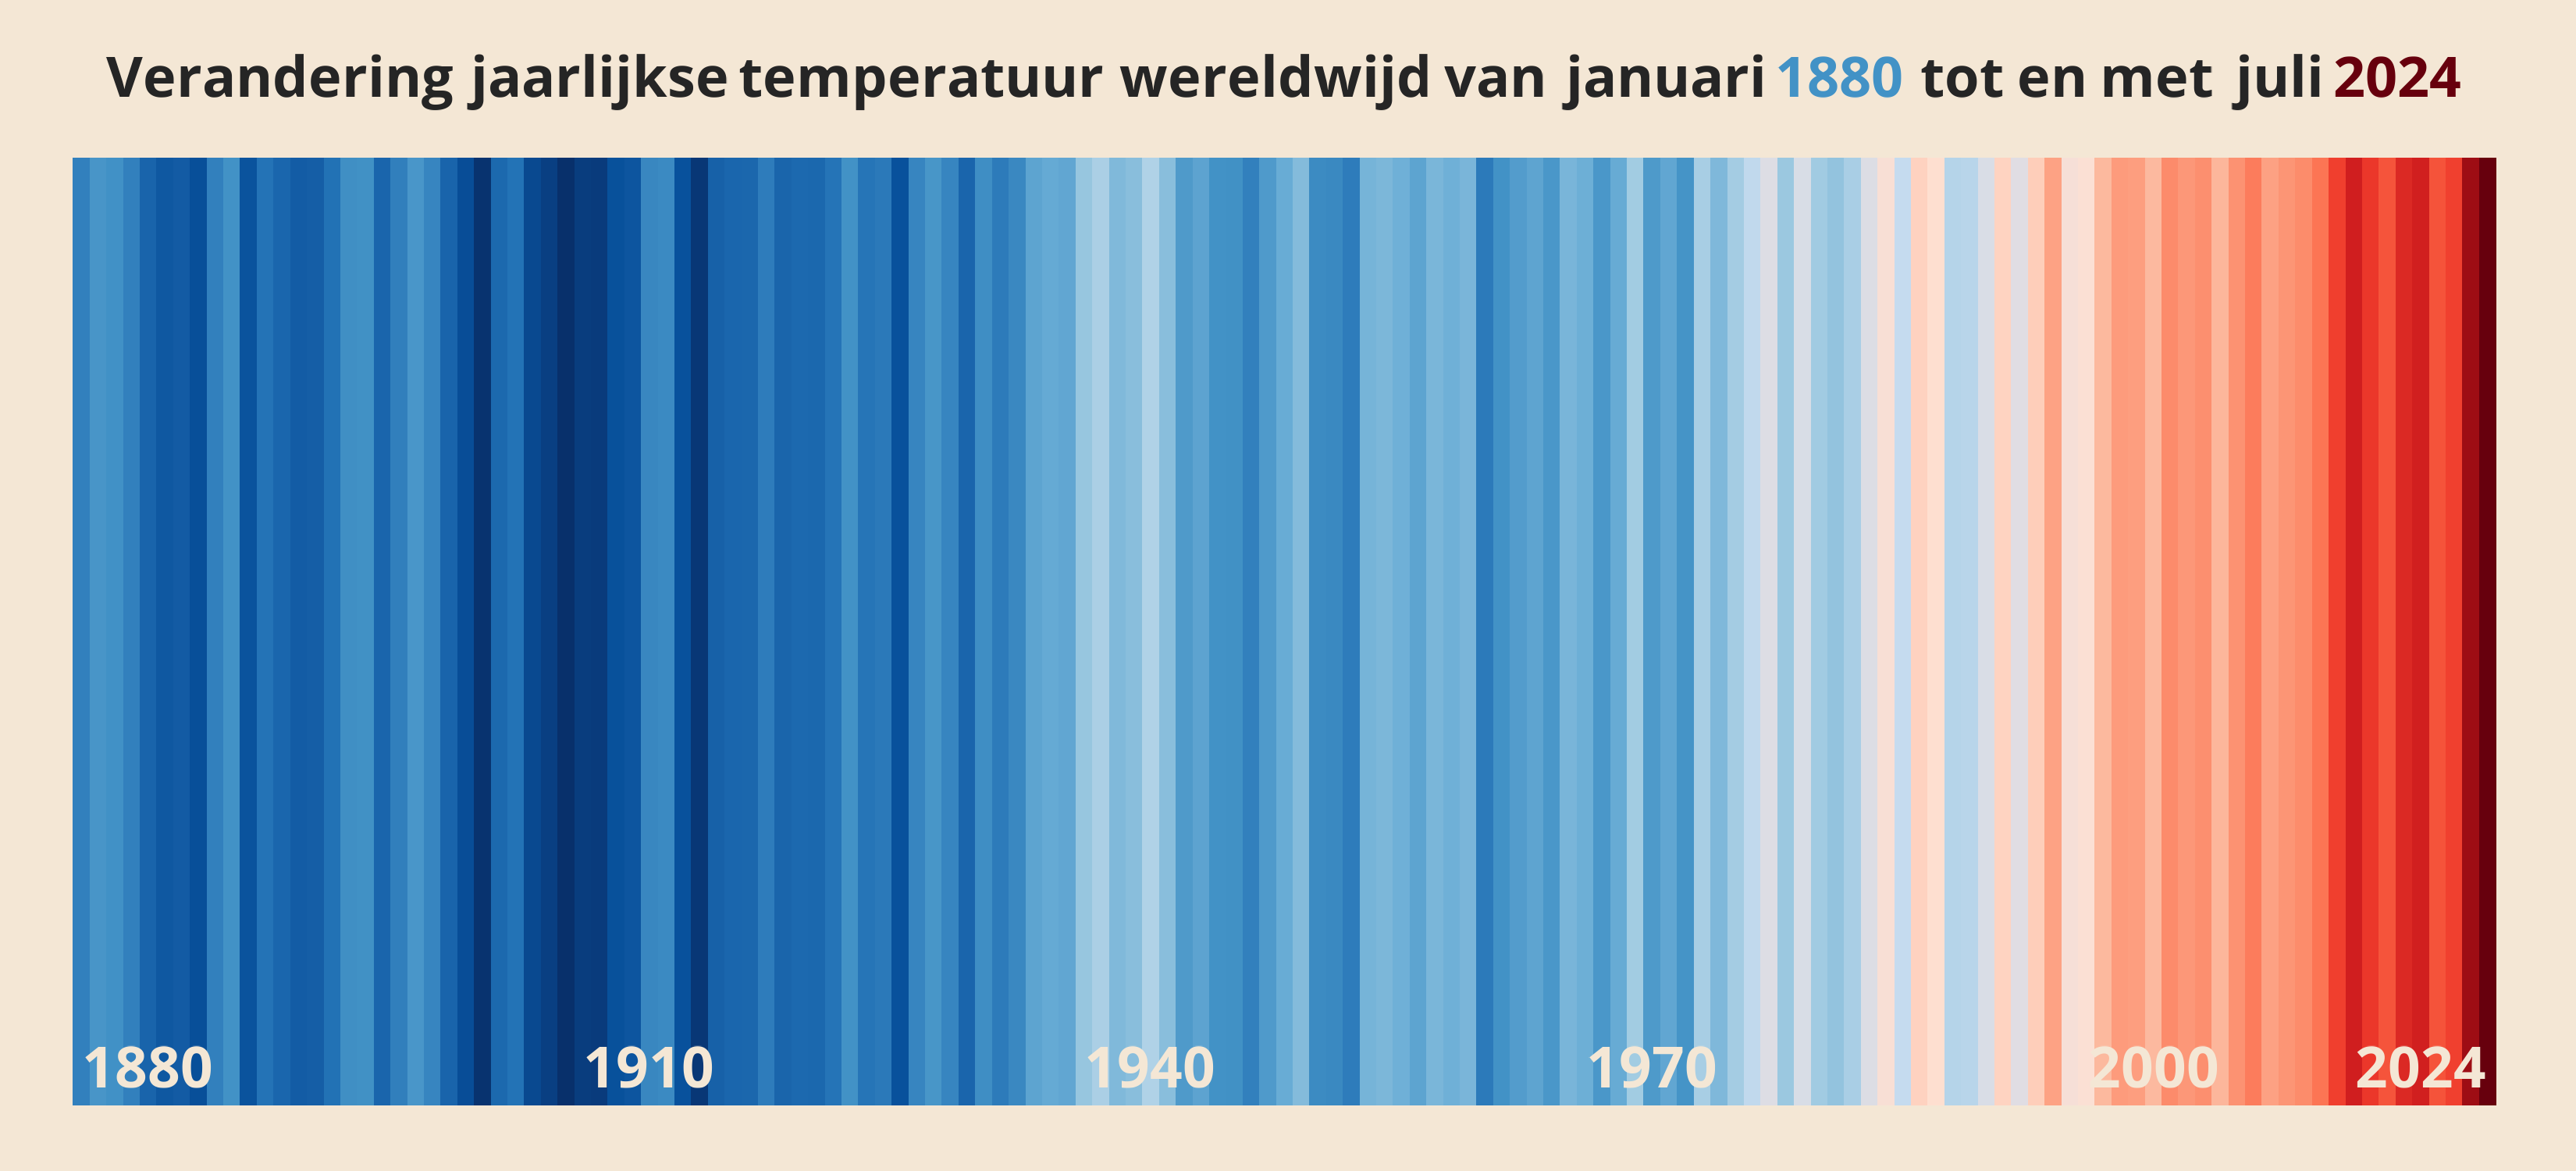 Verandering jaarlijkse temperatuur wereldwijd van januari 1880 tot en met juli 2024
1880 1910 1940 1970 2000 2024